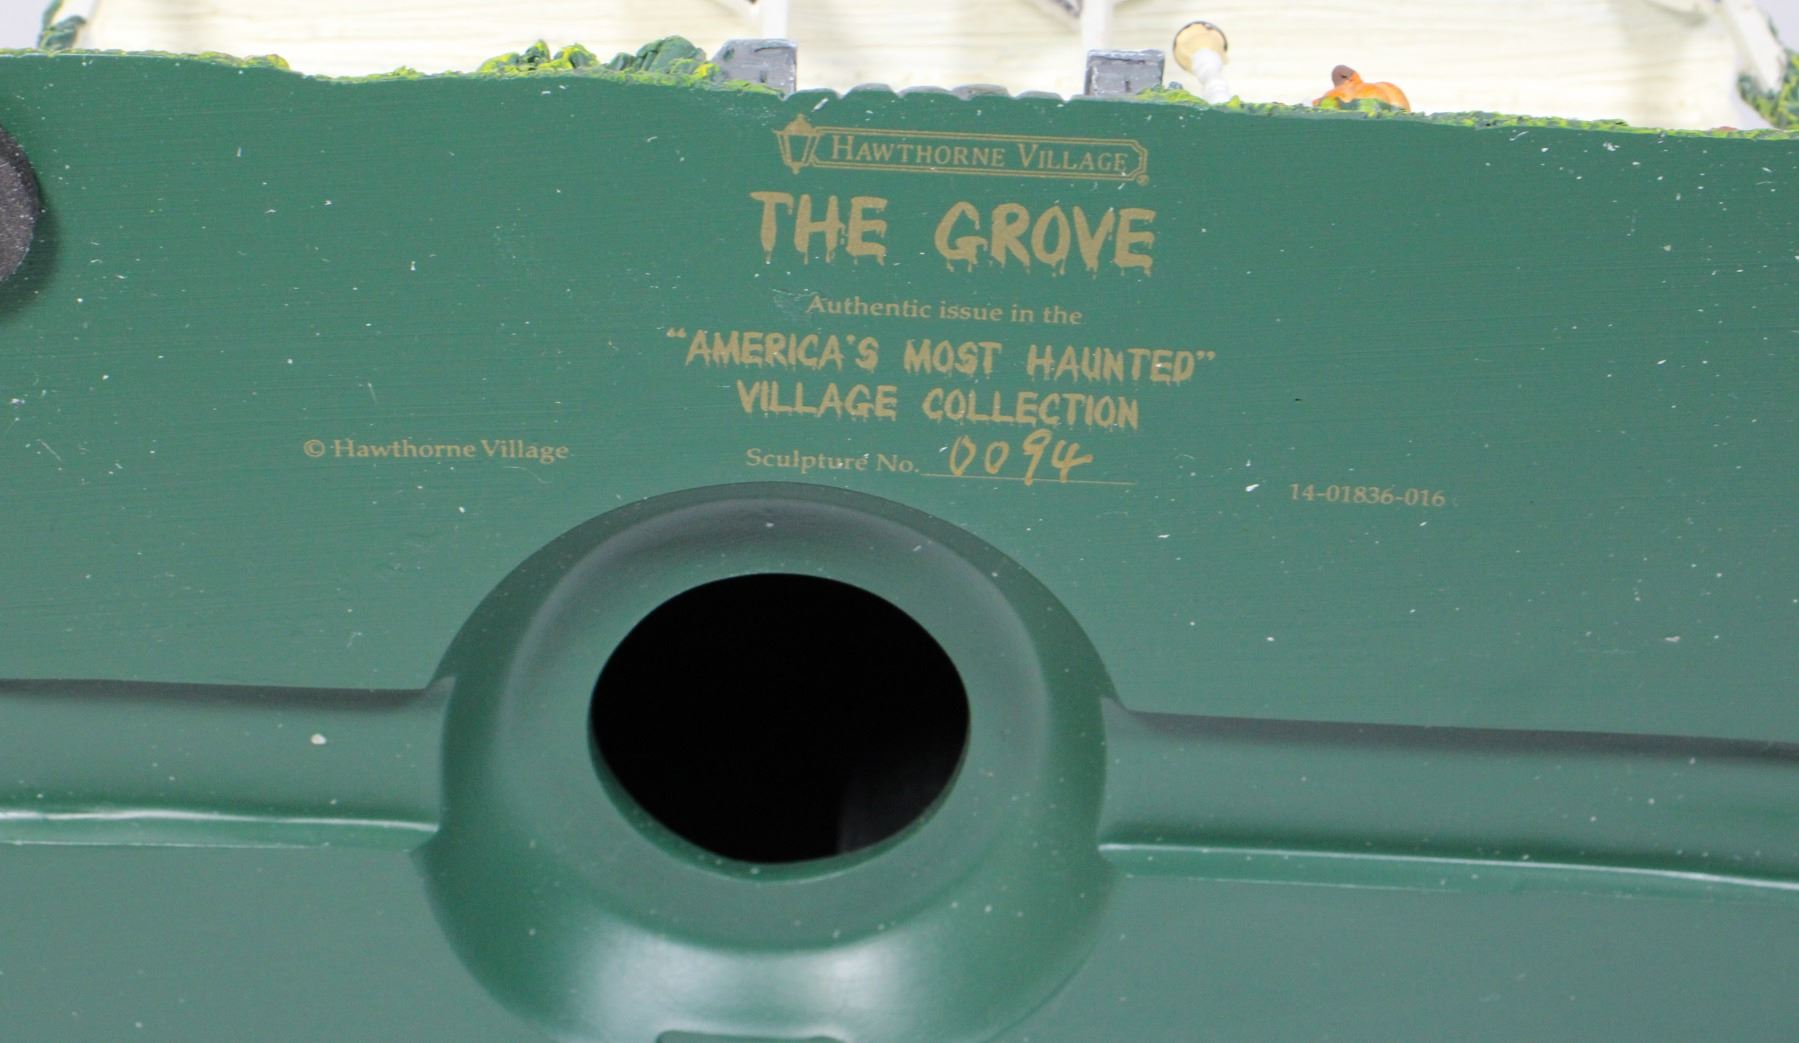 HAWTHORNE VILLAGE®
THE GROVE
Authentic issue in the
"AMERICA'S MOST HAUNTED"
VILLAGE COLLECTION
© Hawthorne Village
Sculpture No. 0094
14-01836-016